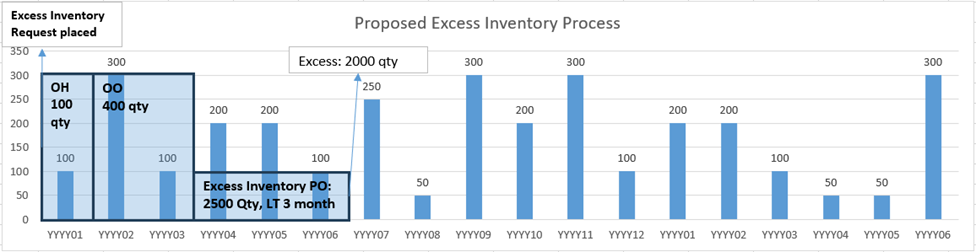 Excess Inventory
Request placed
Proposed Excess Inventory Process
Excess: 2000 qty
350
300
250
200
150
100
50
0
OH
100
qty
OO
400 qty
Excess Inventory PO:
2500 Qty, LT 3 month
100
300
100
200
200
100
250
50
300
200
300
100
200
200
100
50
50
300
YYYY01 YYYY02 YYYY03 YYYY04 YYYY05 YYYY06 YYYY07 YYYY08 YYYY09 YYYY10 YYYY11 YYYY12 YYYY01 YYYY02 YYYY03 YYYY04 YYYY05 YYYY06